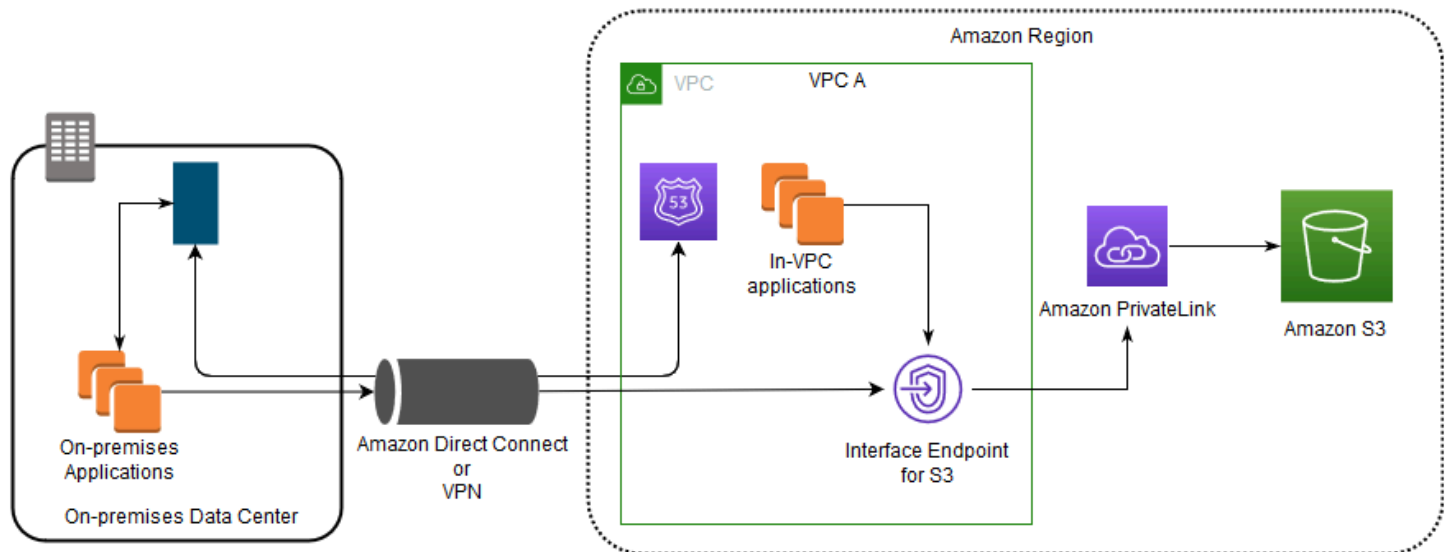 Amazon Region
VPC
VPC A
53
In-VPC
applications
Amazon PrivateLink
Amazon S3
On-premises
Applications
Amazon Direct Connect
or
VPN
Interface Endpoint
for S3
On-premises Data Center